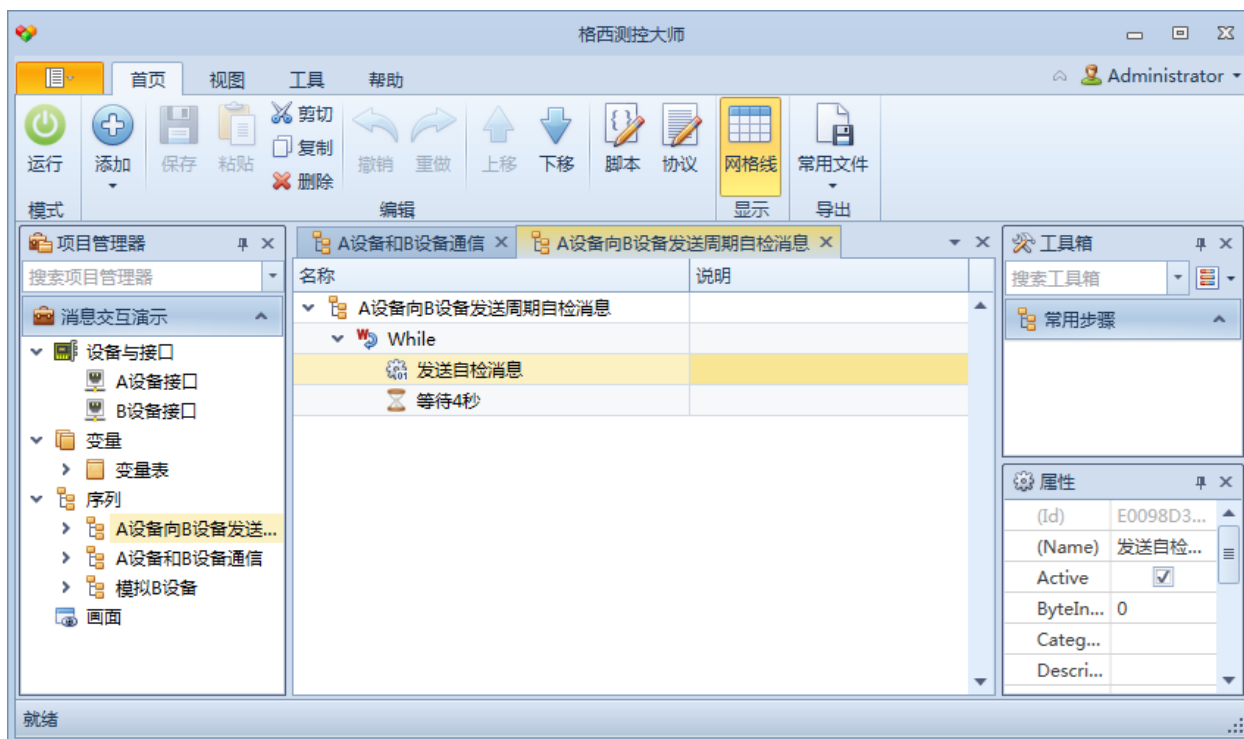 格西测控大师
首页 视图 工具 帮助 Administrator
运行 添加 保存 粘贴 剪切 复制 删除 撤销 重做 上移 下移 脚本 协议 网格线 常用文件
模式 编辑 显示 导出
项目管理器
搜索项目管理器
消息交互演示
设备与接口
A设备接口
B设备接口
变量
变量表
序列
A设备向B设备发送...
A设备和B设备通信
模拟B设备
画面
A设备和B设备通信 A设备向B设备发送周期自检消息
名称 说明
A设备向B设备发送周期自检消息
While
发送自检消息
等待4秒
工具箱
搜索工具箱
常用步骤
属性
(Id) E0098D3...
(Name) 发送自检...
Active
ByteIn... 0
Categ...
Descri...
就绪